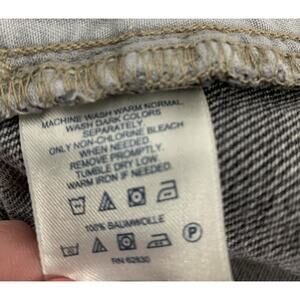 MACHINE WASH WARM NORMAL.
WASH DARK COLORS
SEPARATELY.
ONLY NON-CHLORINE BLEACH
WHEN NEEDED.
REMOVE PROMPTLY.
TUMBLE DRY LOW.
WARM IRON IF NEEDED.
100% BAUMWOLLE
P
RN 62830